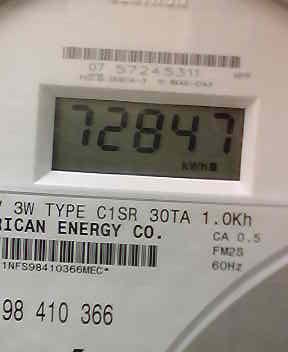 07 57245311
72847
kWh
V 3W TYPE C1SR 30TA 1.0Kh
RICAN ENERGY CO. CA 0.5
FM2S
1NFS98410366MEC* 60Hz
98 410 366